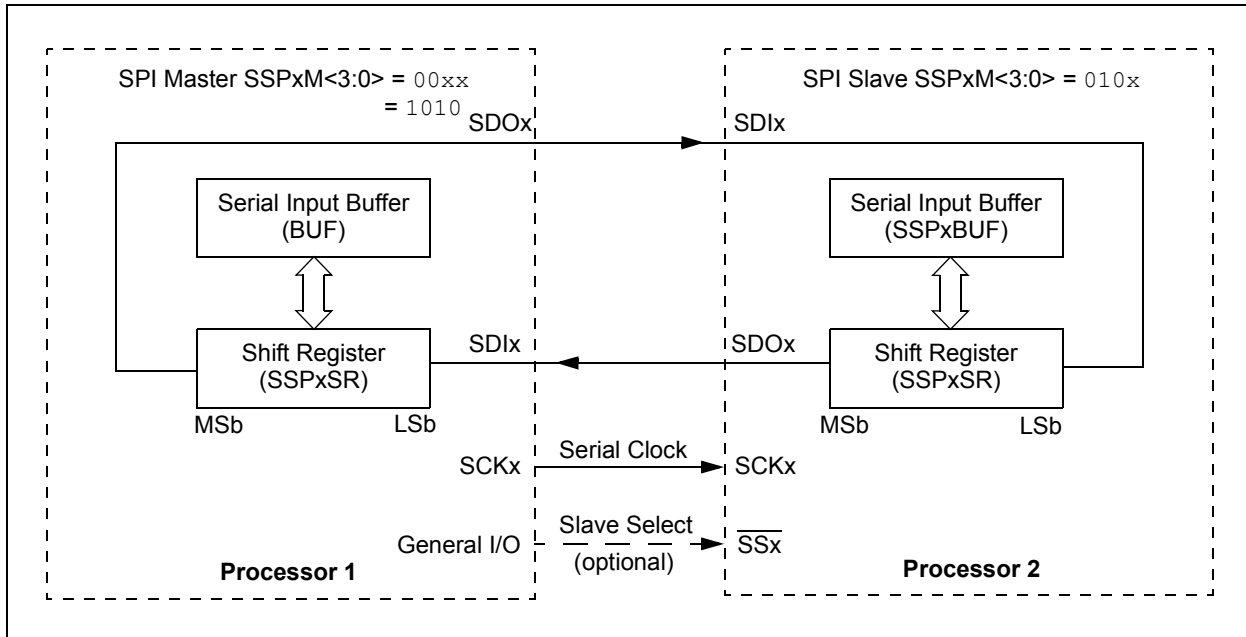 SPI Master SSPxM<3:0> = 00xx
= 1010
SDOx
Serial Input Buffer
(BUF)
Shift Register
(SSPxSR)
MSb
LSb
SDIx
SCKx
General I/O
Processor 1
Serial Clock
Slave Select
(optional)
SPI Slave SSPxM<3:0> = 010x
SDIx
Serial Input Buffer
(SSPxBUF)
SDOx
Shift Register
(SSPxSR)
MSb
LSb
SCKx
SSx
Processor 2